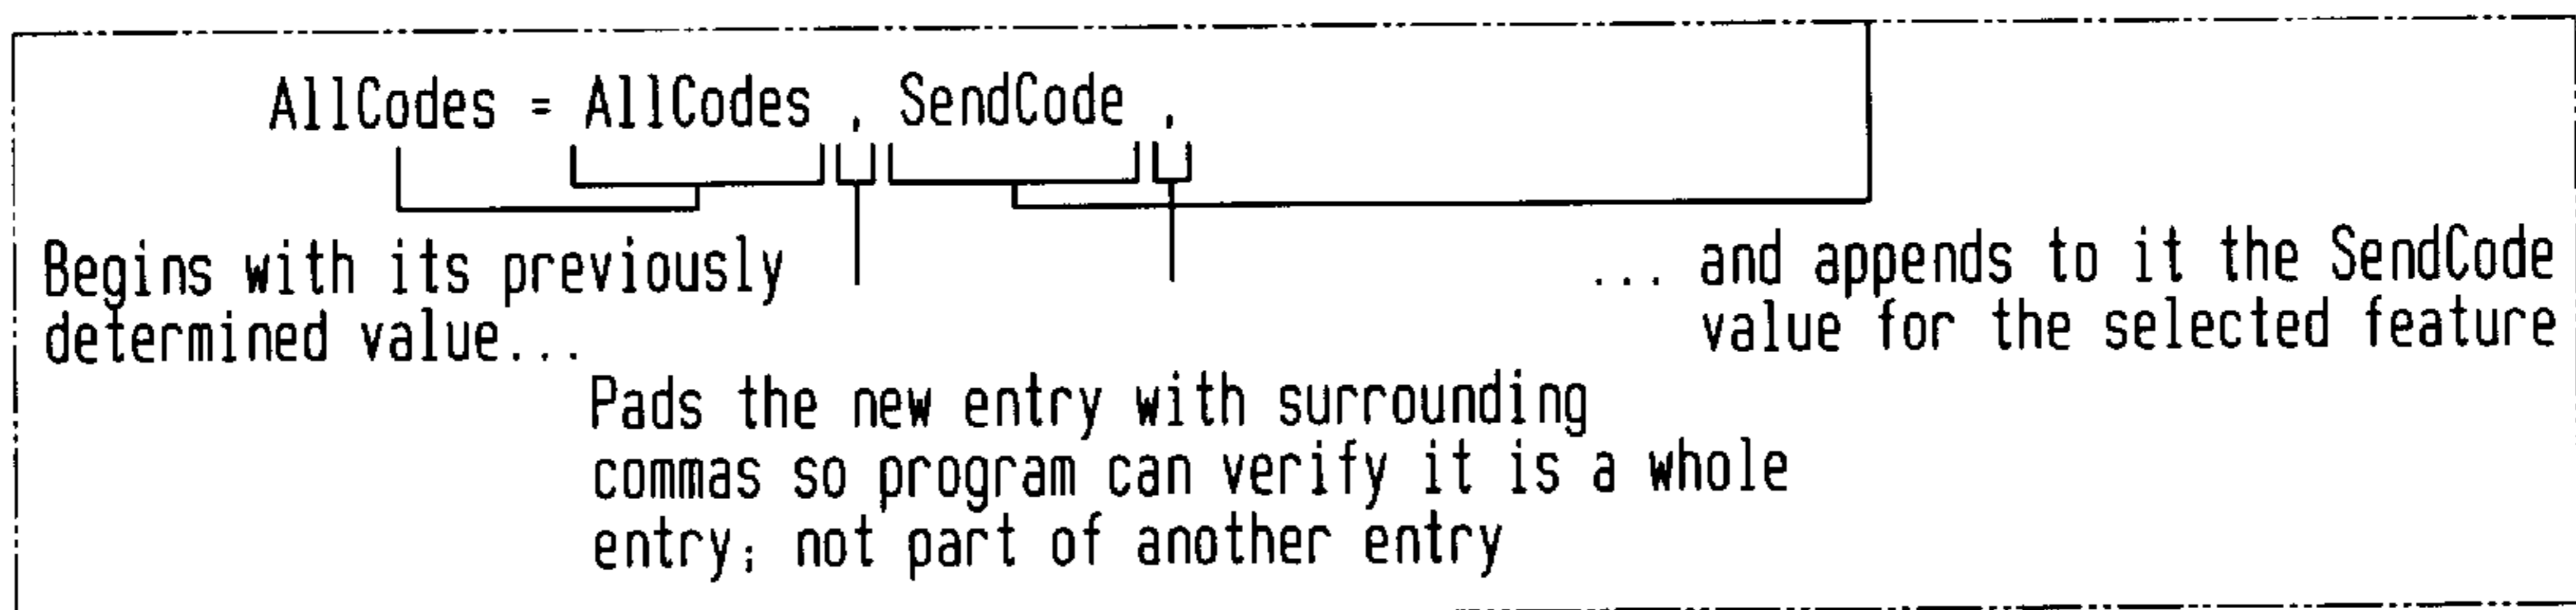 AllCodes = AllCodes , SendCode ,
Begins with its previously
determined value...
... and appends to it the SendCode
value for the selected feature
Pads the new entry with surrounding
commas so program can verify it is a whole
entry; not part of another entry